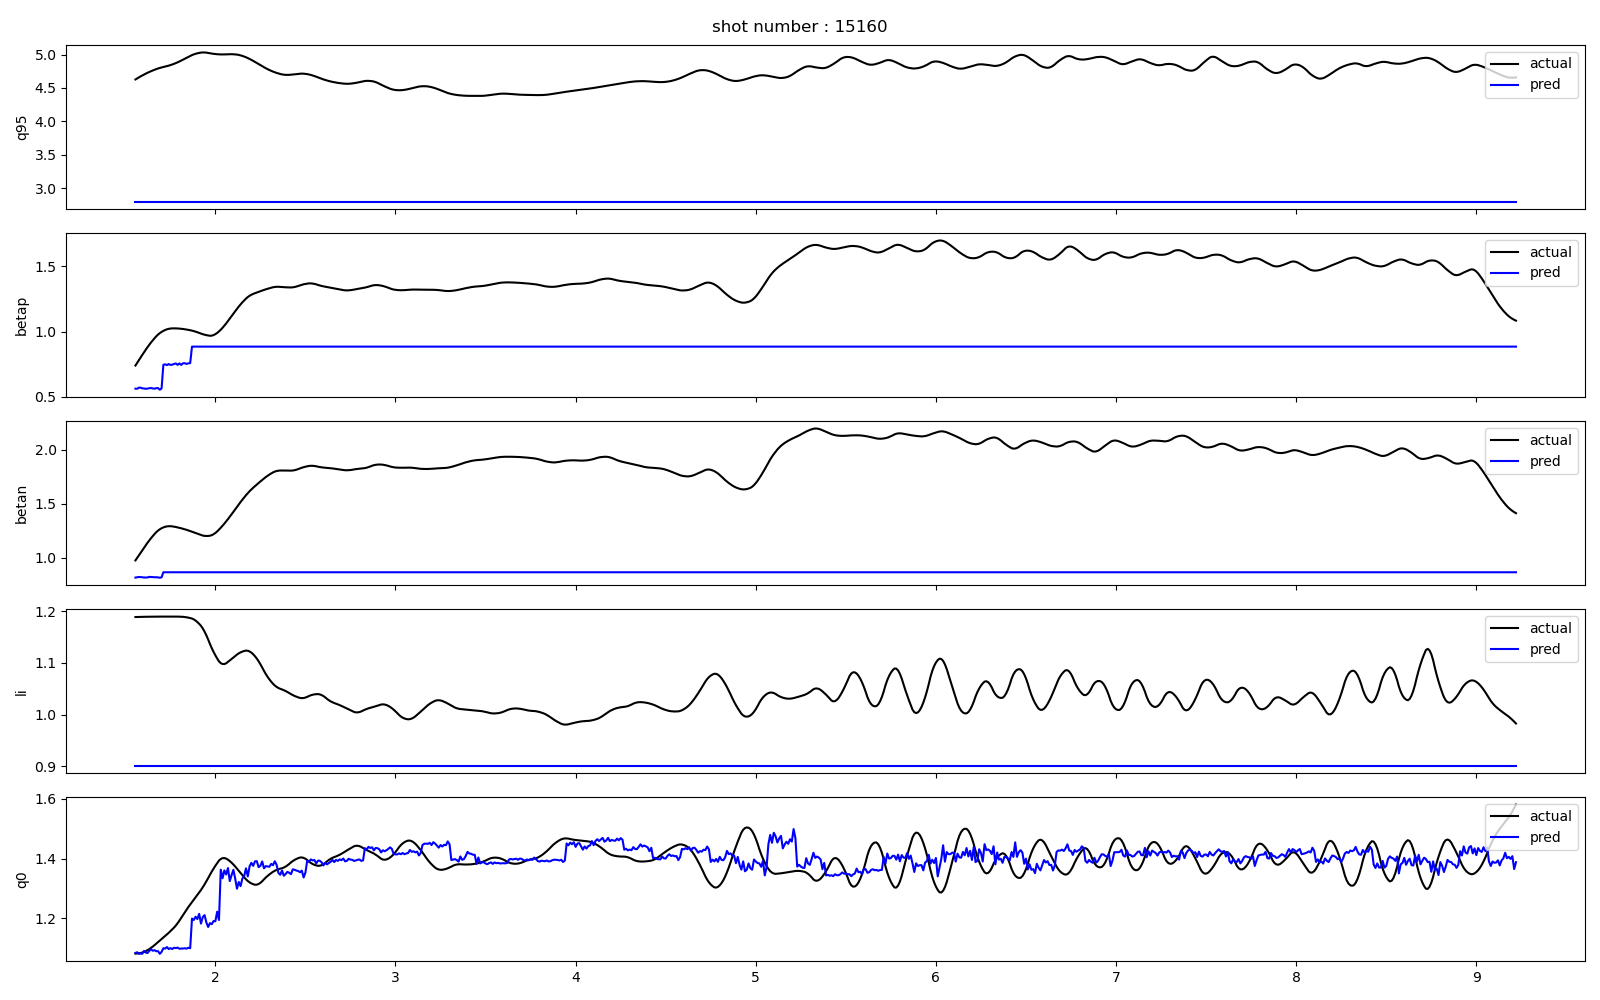 shot number : 15160
5.0
4.5
4.0
3.5
3.0
q95
actual
pred
1.5
1.0
0.5
betap
actual
pred
2.0
1.5
1.0
betan
actual
pred
1.2
1.1
1.0
0.9
li
actual
pred
1.6
1.4
1.2
q0
actual
pred
2 3 4 5 6 7 8 9